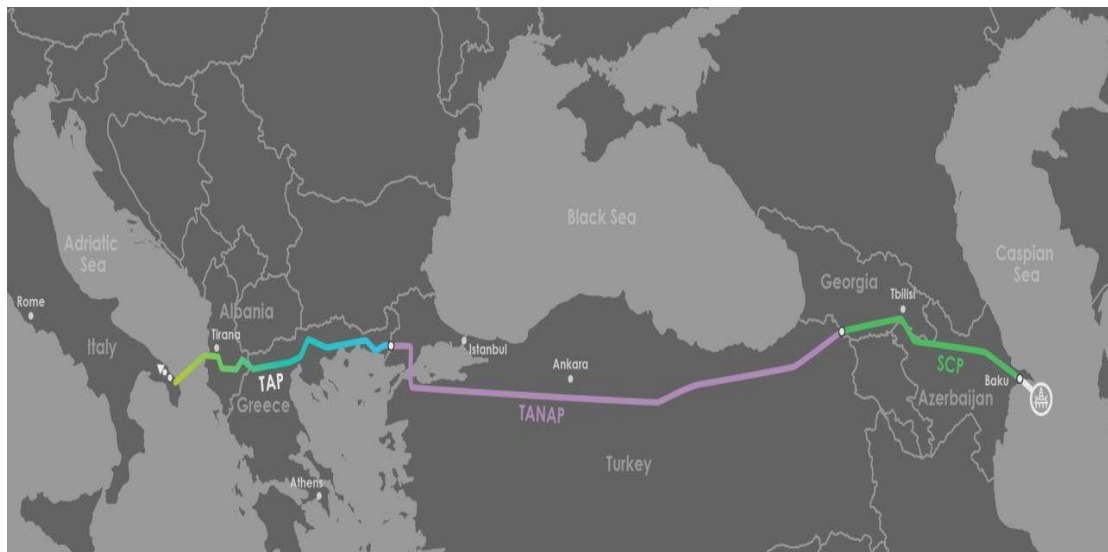 Black Sea
Adriatic
Sea
Caspian
Sea
Georgia
Tbilisi
Rome
Albania
Tirana
Italy
Istanbul
Ankara
TAP
SCP
Baku
Azerbaijan
Greece
TANAP
Turkey
Athens